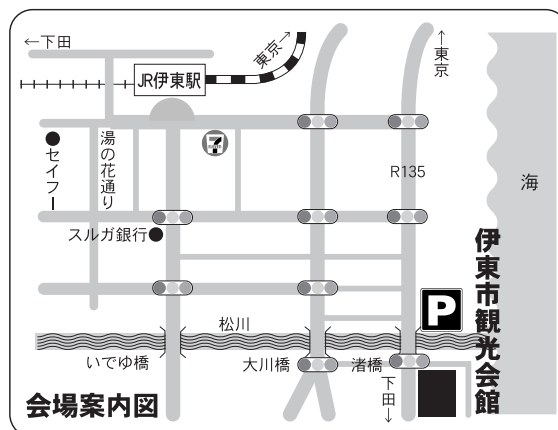 ←下田
東京→
↑東京
JR伊東駅
セイフー
湯の花通り
7
R135
海
スルガ銀行
伊東市観光会館
P
松川
いでゆ橋
大川橋
渚橋
下田→
会場案内図